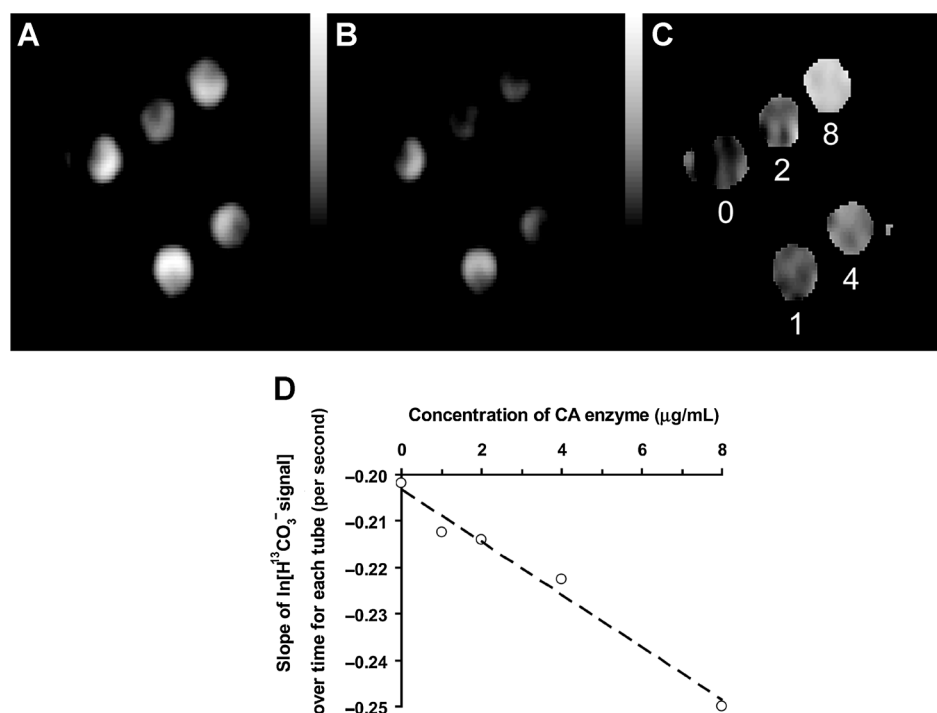 A
B
C
8
2
0
4
1
D
Concentration of CA enzyme (μg/mL)
0 2 4 6 8
Slope of ln[H¹³CO₃⁻ signal]
over time for each tube (per second)
–0.20
–0.21
–0.22
–0.23
–0.24
–0.25